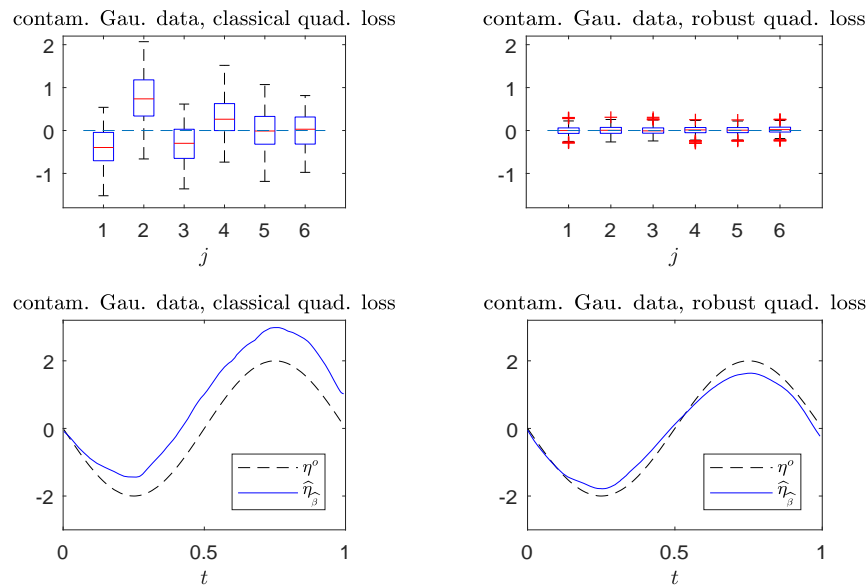 contam. Gau. data, classical quad. loss
2
1
0
-1
1 2 3 4 5 6
j
contam. Gau. data, robust quad. loss
2
1
0
-1
1 2 3 4 5 6
j
contam. Gau. data, classical quad. loss
2
0
-2
0 0.5 1
t
η^o
η̂_β̂
contam. Gau. data, robust quad. loss
2
0
-2
0 0.5 1
t
η^o
η̂_β̂